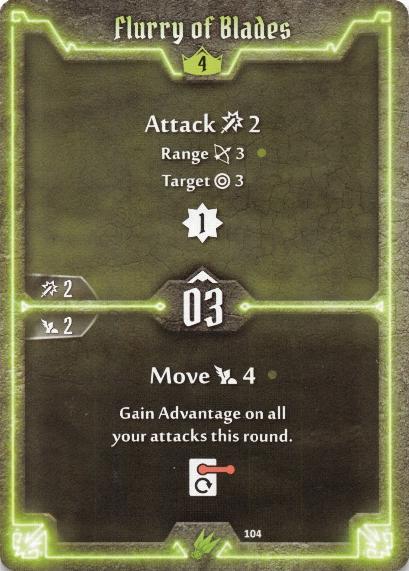 Flurry of Blades
4
Attack 2
Range 3
Target 3
1
2
03
2
Move 4
Gain Advantage on all
your attacks this round.
104